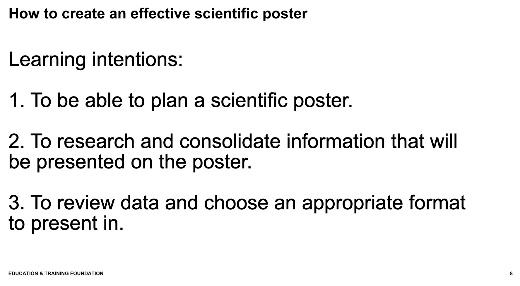 How to create an effective scientific poster
Learning intentions:
1. To be able to plan a scientific poster.
2. To research and consolidate information that will
be presented on the poster.
3. To review data and choose an appropriate format
to present in.
EDUCATION & TRAINING FOUNDATION
8